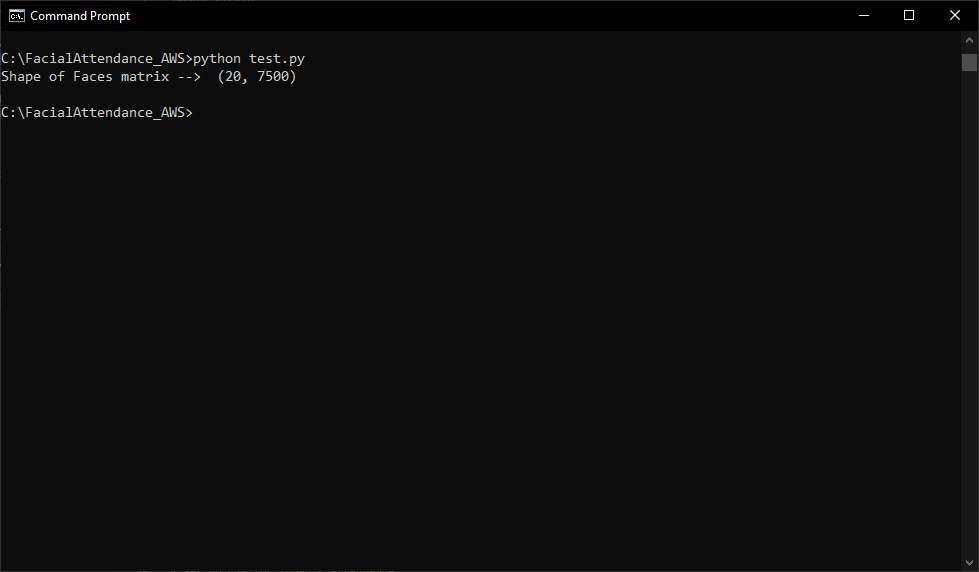 Command Prompt
C:\FacialAttendance_AWS>python test.py
Shape of Faces matrix -->  (20, 7500)
C:\FacialAttendance_AWS>